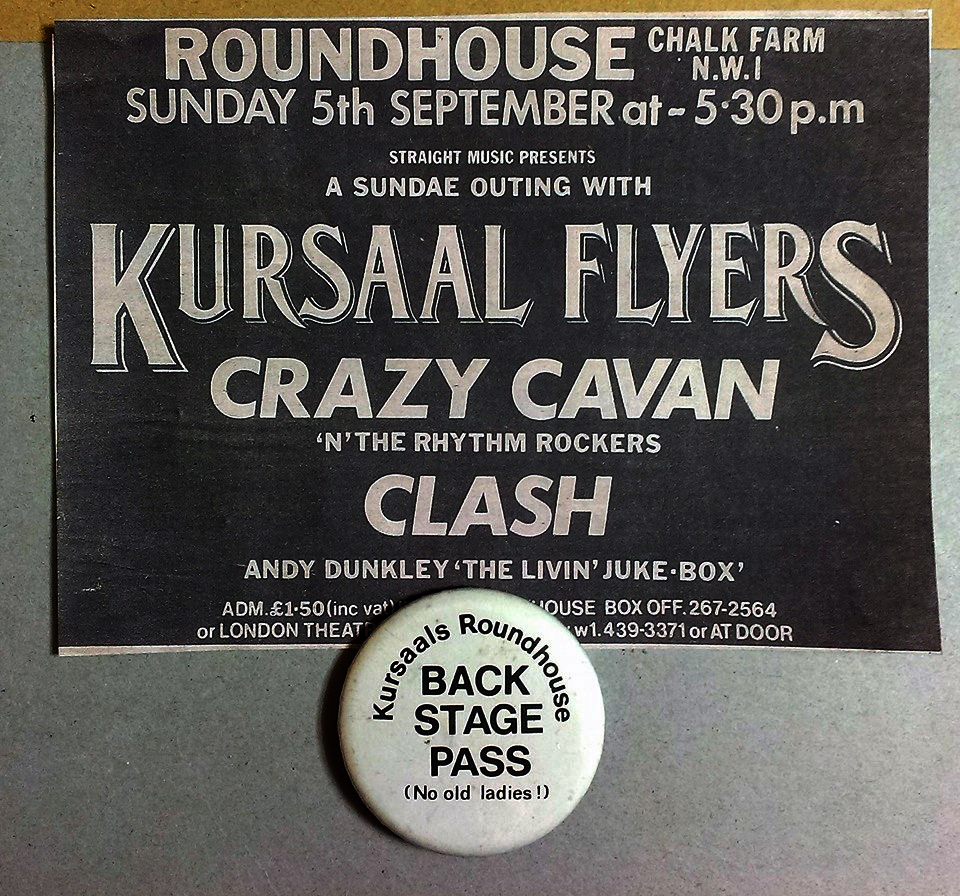 ROUNDHOUSE CHALK FARM
N.W.1
SUNDAY 5th SEPTEMBER at ~ 5·30 p.m
STRAIGHT MUSIC PRESENTS
A SUNDAE OUTING WITH
KURSAAL FLYERS
CRAZY CAVAN
'N' THE RHYTHM ROCKERS
CLASH
ANDY DUNKLEY 'THE LIVIN' JUKE·BOX'
ADM.£1·50 (inc vat) HOUSE BOX OFF. 267-2564
or LONDON THEAT w1. 439-3371 or AT DOOR
Kursaals Roundhouse
BACK
STAGE
PASS
(No old ladies!)